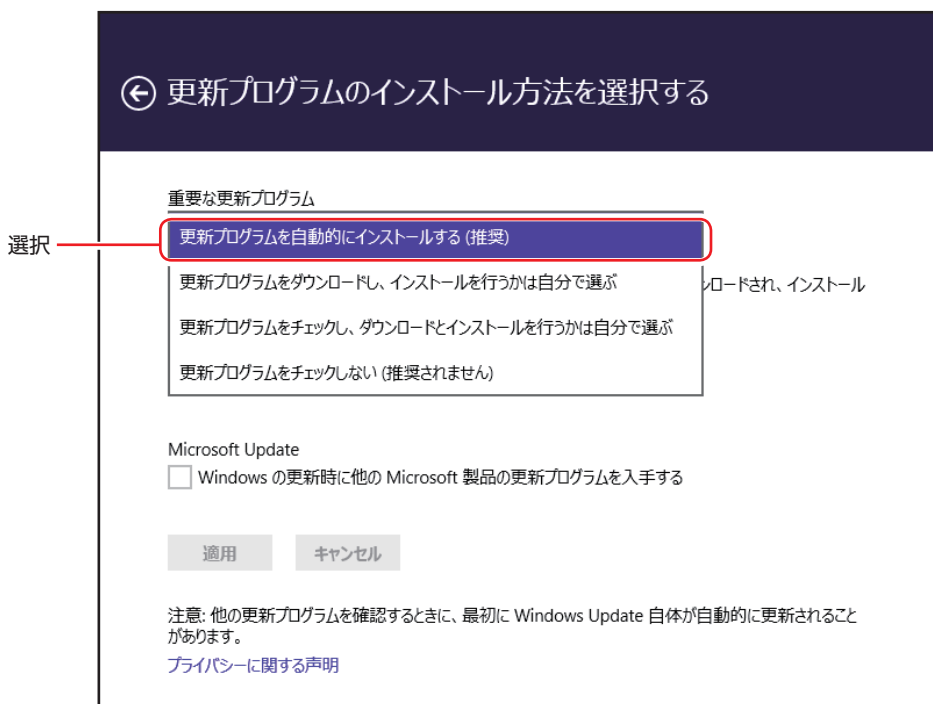 更新プログラムのインストール方法を選択する
重要な更新プログラム
選択
更新プログラムを自動的にインストールする (推奨)
更新プログラムをダウンロードし、インストールを行うかは自分で選ぶ
ンロードされ、インストール
更新プログラムをチェックし、ダウンロードとインストールを行うかは自分で選ぶ
更新プログラムをチェックしない (推奨されません)
Microsoft Update
Windows の更新時に他の Microsoft 製品の更新プログラムを入手する
適用
キャンセル
注意: 他の更新プログラムを確認するときに、最初に Windows Update 自体が自動的に更新されること
があります。
プライバシーに関する声明